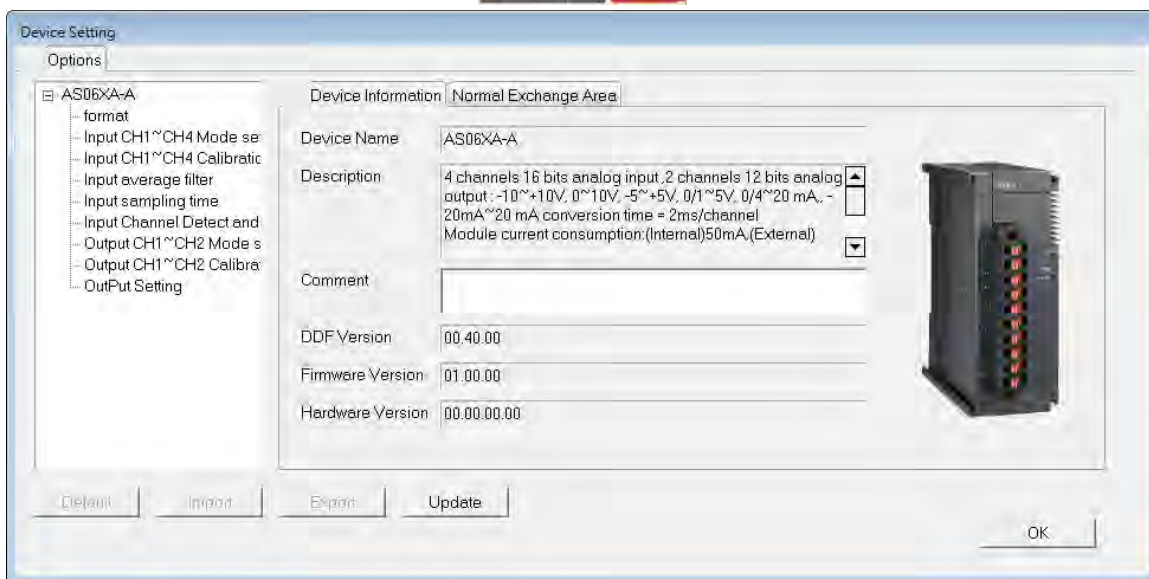 Device Setting
Options
AS06XA-A
format
Input CH1~CH4 Mode se
Input CH1~CH4 Calibratic
Input average filter
Input sampling time
Input Channel Detect and
Output CH1~CH2 Mode s
Output CH1~CH2 Calibra
OutPut Setting
Device Information
Normal Exchange Area
Device Name
AS06XA-A
Description
4 channels 16 bits analog input ,2 channels 12 bits analog
output : -10~+10V, 0~10V, -5~+5V, 0/1~5V, 0/4~20 mA,, -
20mA~20 mA conversion time = 2ms/channel
Module current consumption:(Internal)50mA,(External)
Comment
DDF Version
00.40.00
Firmware Version
01.00.00
Hardware Version
00.00.00.00
Default
Import
Export
Update
OK